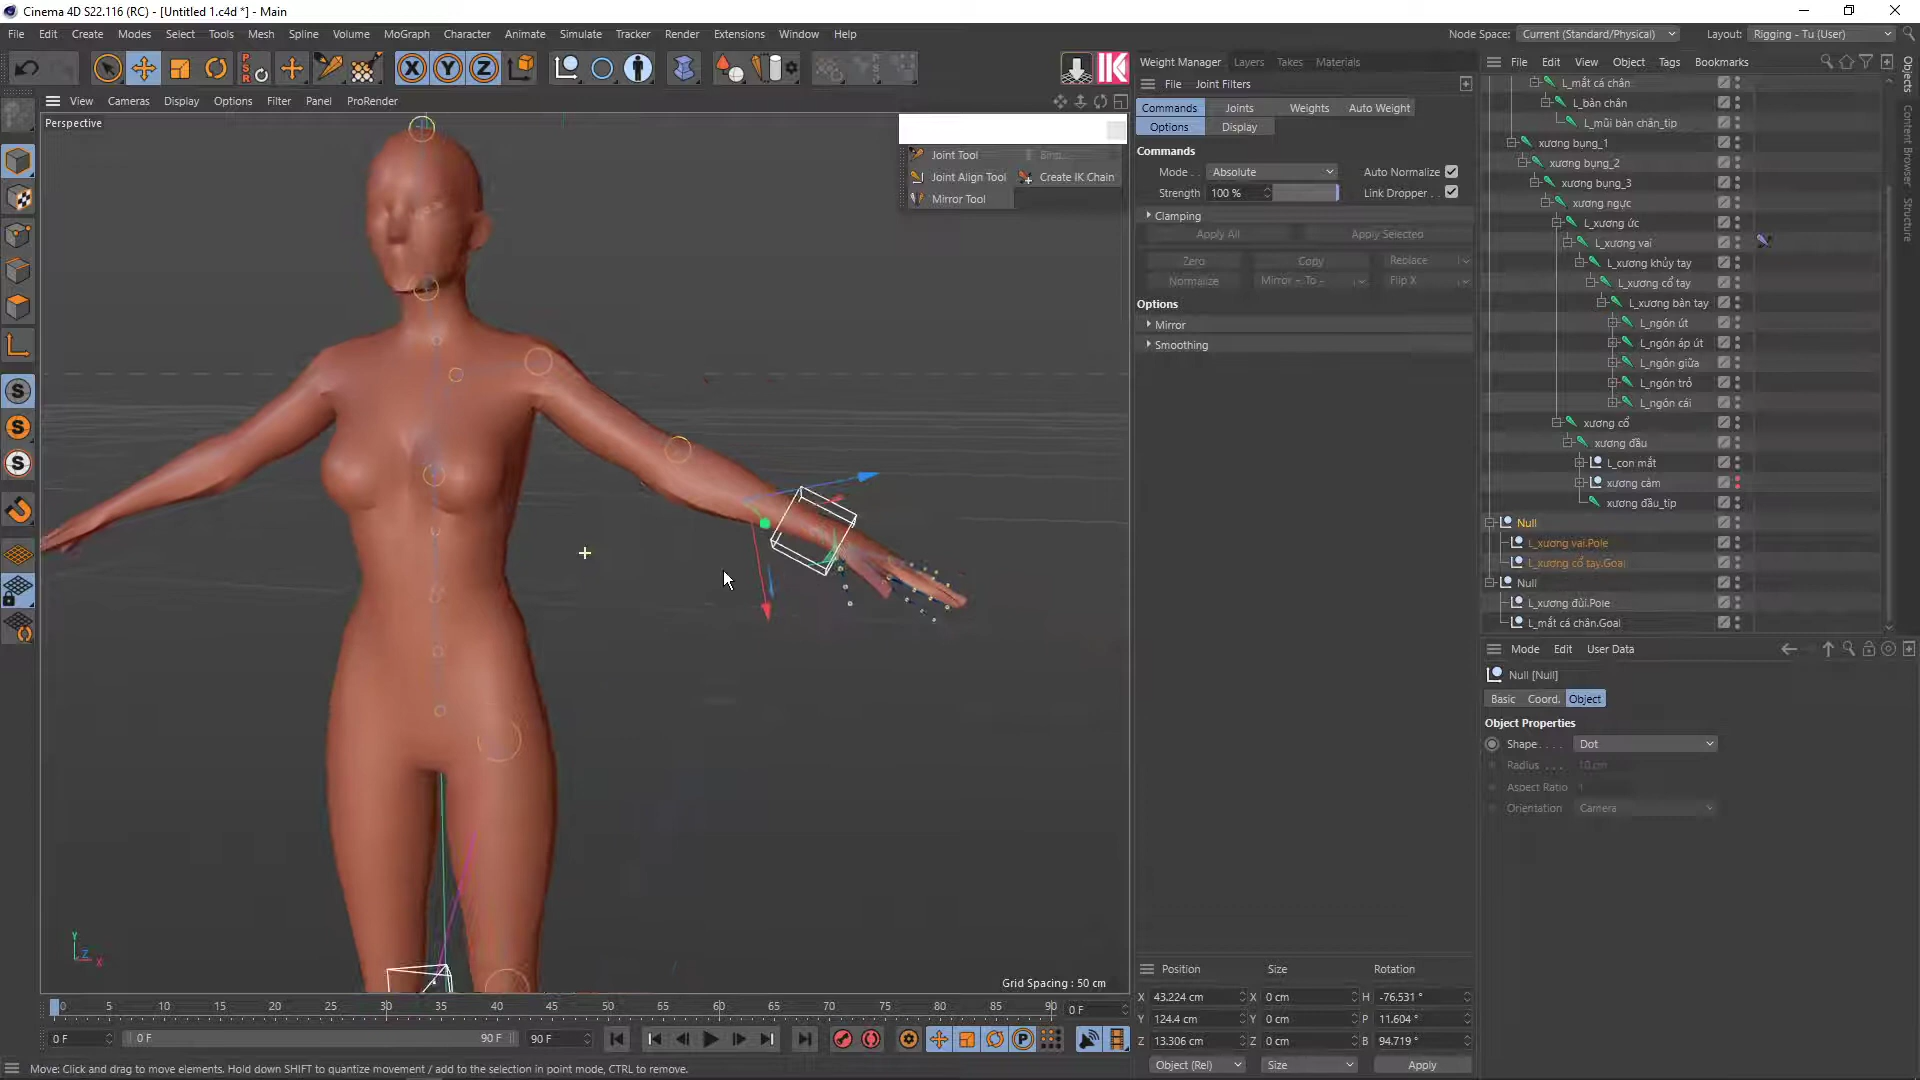 Cinema 4D S22.116 (RC) - [Untitled 1.c4d *] - Main
File Edit Create Modes Select Tools Mesh Spline Volume MoGraph Character Animate Simulate Tracker Render Extensions Window Help
Node Space: Current (Standard/Physical) Layout: Rigging - Tu (User)
PSR X Y Z IK
View Cameras Display Options Filter Panel ProRender
Perspective
Joint Tool Bind...
Joint Align Tool Create IK Chain
Mirror Tool
Grid Spacing : 50 cm
Y
Z X
S
S
S
Weight Manager Layers Takes Materials
File Joint Filters
Commands Joints Weights Auto Weight
Options Display
Commands
Mode . . Absolute Auto Normalize
Strength 100 % Link Dropper . .
Clamping
Apply All Apply Selected
Zero Copy Replace
Normalize Mirror - To - Flip X
Options
Mirror
Smoothing
Position Size Rotation
X 43.224 cm X 0 cm H -76.531 °
Y 124.4 cm Y 0 cm P 11.604 °
Z 13.306 cm Z 0 cm B 94.719 °
Object (Rel) Size Apply
File Edit View Object Tags Bookmarks
L_mắt cá chân
L_bàn chân
L_mũi bàn chân_tip
xương bụng_1
xương bụng_2
xương bụng_3
xương ngực
L_xương ức
L_xương vai
L_xương khủy tay
L_xương cổ tay
L_xương bàn tay
L_ngón út
L_ngón áp út
L_ngón giữa
L_ngón trỏ
L_ngón cái
xương cổ
xương đầu
L_con mắt
xương cằm
xương đầu_tip
Null
L_xương vai.Pole
L_xương cổ tay.Goal
Null
L_xương đùi.Pole
L_mắt cá chân.Goal
Objects
Content Browser
Structure
Mode Edit User Data
Null [Null]
Basic Coord. Object
Object Properties
Shape . . . . Dot
Radius . . . 10 cm
Aspect Ratio 1
Orientation Camera
0 5 10 15 20 25 30 35 40 45 50 55 60 65 70 75 80 85 90 0 F
0 F 0 F 90 F 90 F P
Move: Click and drag to move elements. Hold down SHIFT to quantize movement / add to the selection in point mode, CTRL to remove.